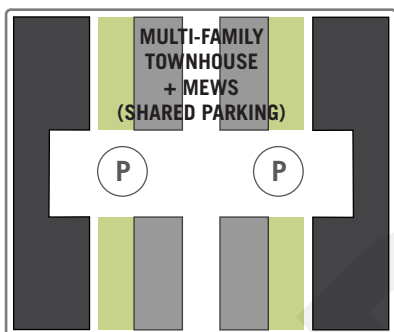 MULTI-FAMILY
TOWNHOUSE
+ MEWS
(SHARED PARKING)
P P